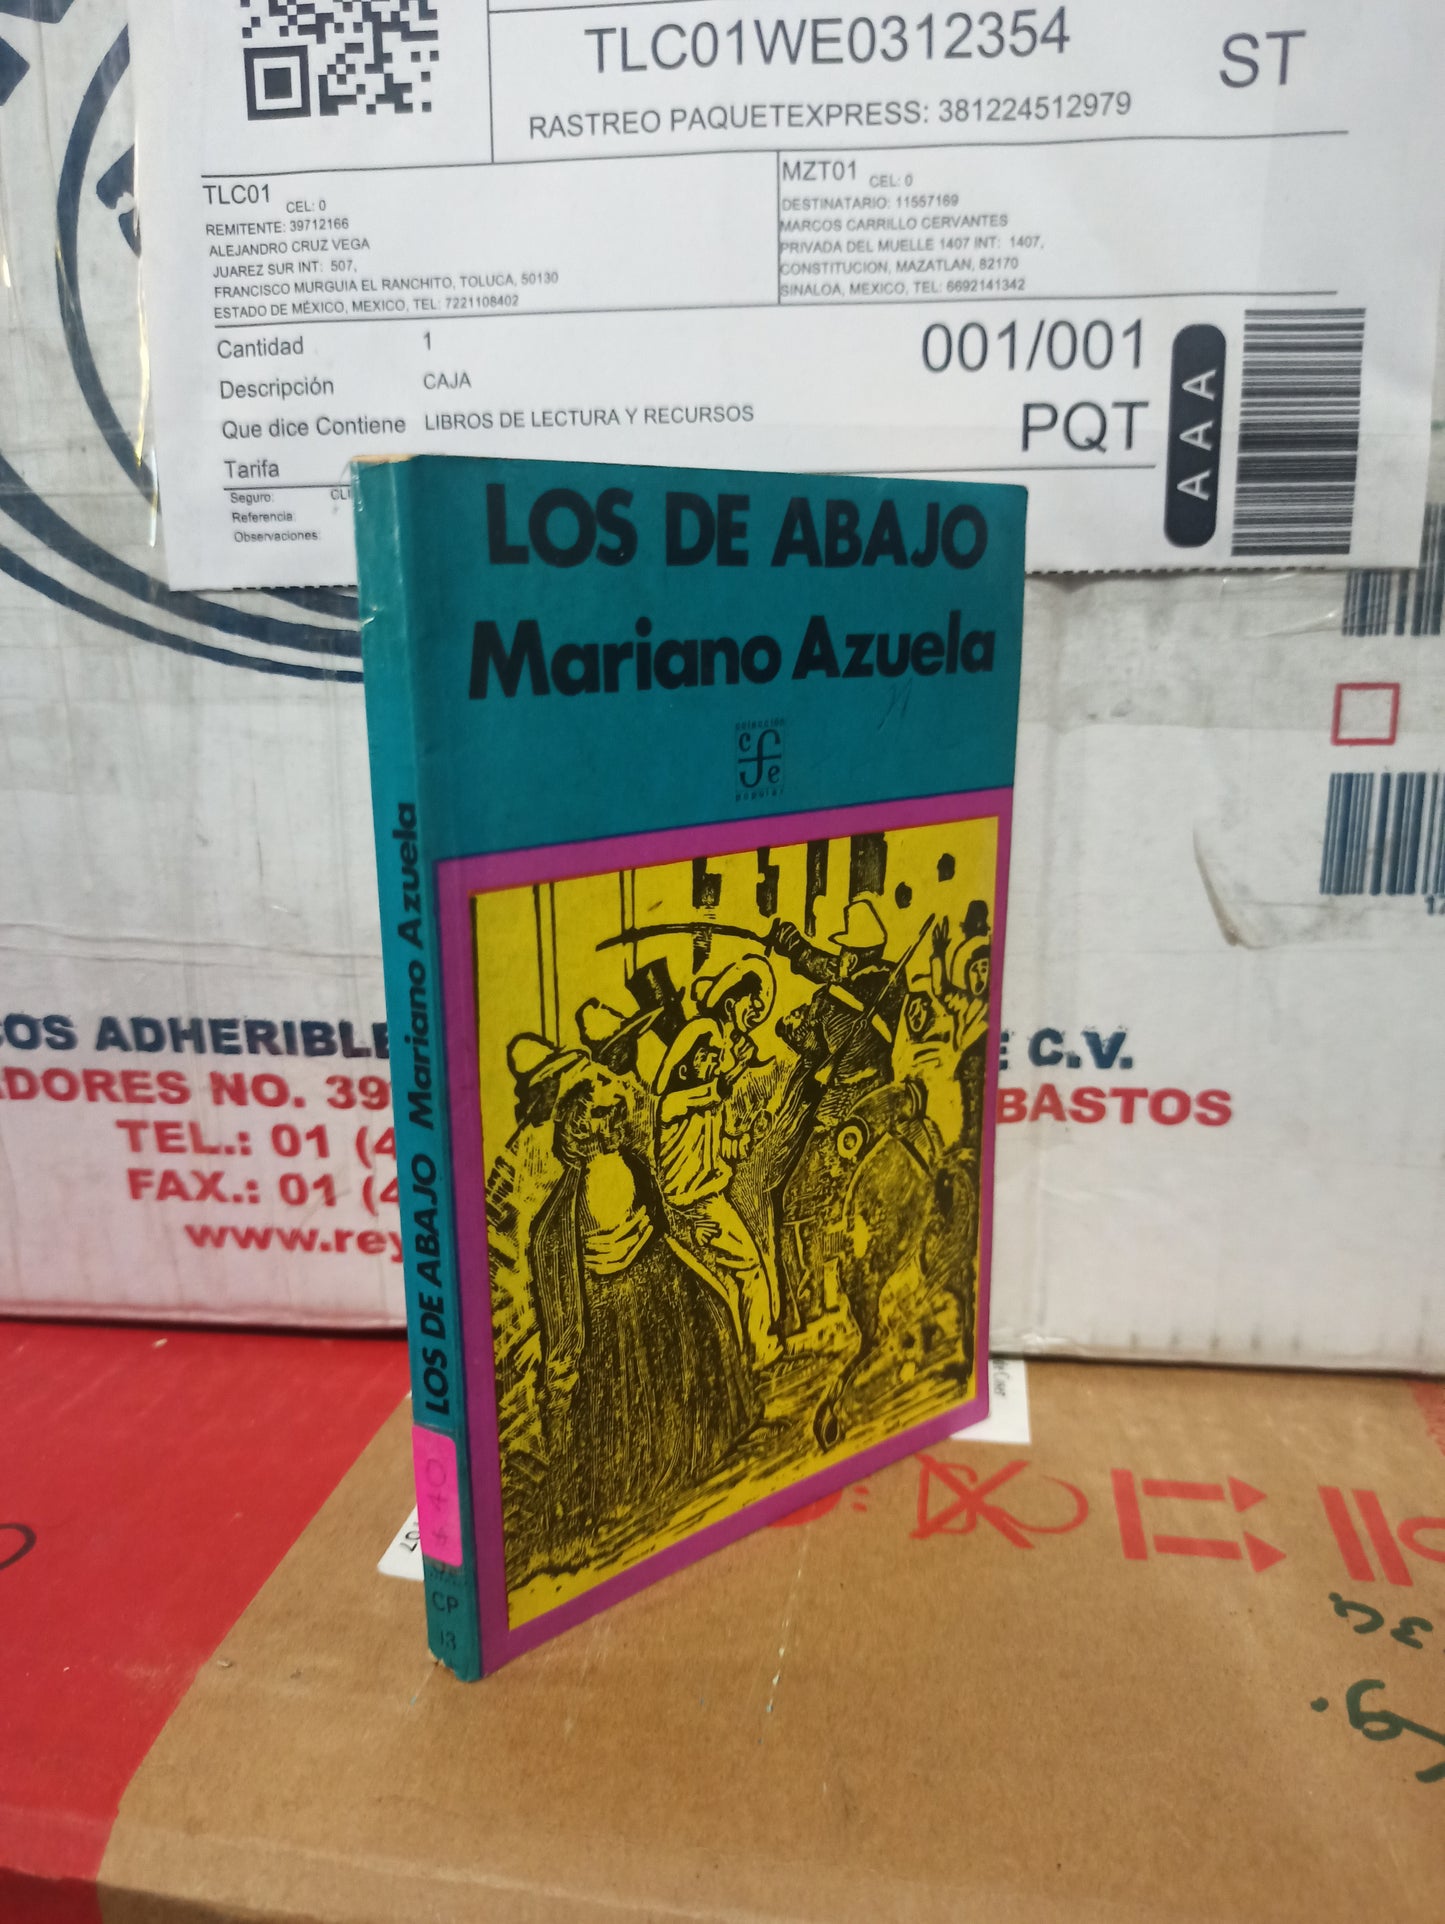 TLC01WE0312354
ST
RASTREO PAQUETEXPRESS: 381224512979
TLC01 CEL: 0
REMITENTE: 39712166
ALEJANDRO CRUZ VEGA
JUAREZ SUR INT: 507,
FRANCISCO MURGUIA EL RANCHITO, TOLUCA, 50130
ESTADO DE MÉXICO, MEXICO, TEL: 7221108402
MZT01 CEL: 0
DESTINATARIO: 11557169
MARCOS CARRILLO CERVANTES
PRIVADA DEL MUELLE 1407 INT: 1407,
CONSTITUCION, MAZATLAN, 82170
SINALOA, MEXICO, TEL: 6692141342
Cantidad 1
Descripción CAJA
Que dice Contiene LIBROS DE LECTURA Y RECURSOS
Tarifa
Seguro: CLI
Referencia:
Observaciones:
001/001
PQT
AAA
LOS DE ABAJO
Mariano Azuela
colección
cfe
popular
LOS DE ABAJO Mariano Azuela
$ 40
CP
13
OS ADHERIBLE
E C.V.
ADORES NO. 39
BASTOS
TEL.: 01 (4
FAX.: 01 (4
www.rey